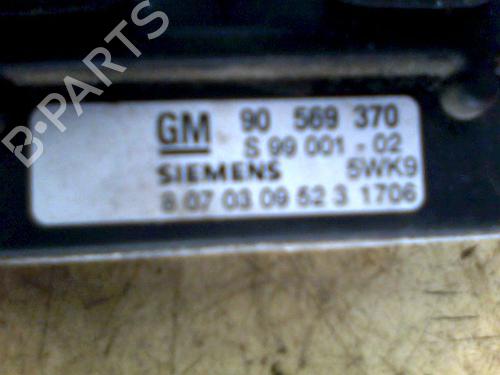 B-PARTS
GM 90 569 370
S 99 001 - 02
SIEMENS 5WK9
8 07 03 09 52 3 1706